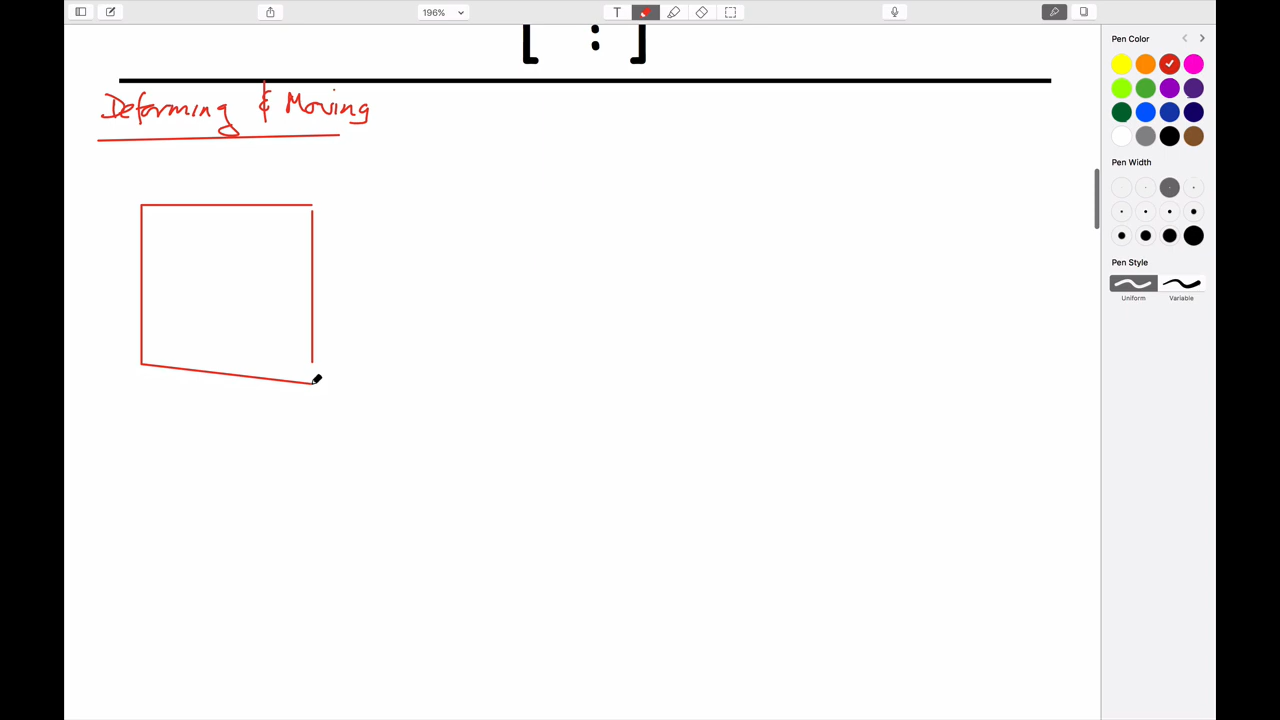 196%
T
[ : ]
Deforming & Moving
Pen Color
Pen Width
Pen Style
Uniform Variable